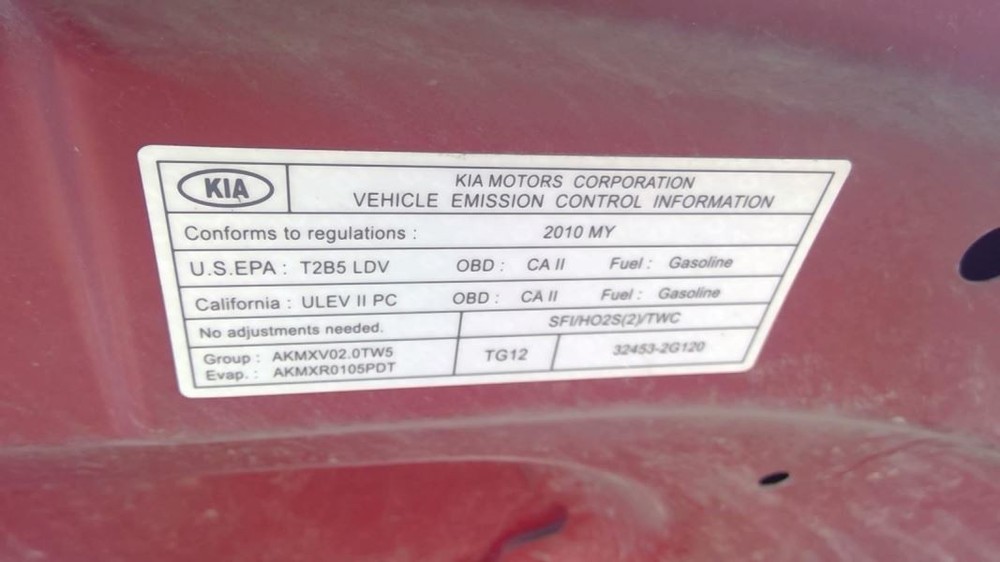 KIA
KIA MOTORS CORPORATION
VEHICLE EMISSION CONTROL INFORMATION
Conforms to regulations : 2010 MY
U.S.EPA : T2B5 LDV OBD : CA II Fuel : Gasoline
California : ULEV II PC OBD : CA II Fuel : Gasoline
No adjustments needed. SFI/HO2S(2)/TWC
Group : AKMXV02.0TW5 TG12 32453-2G120
Evap. : AKMXR0105PDT